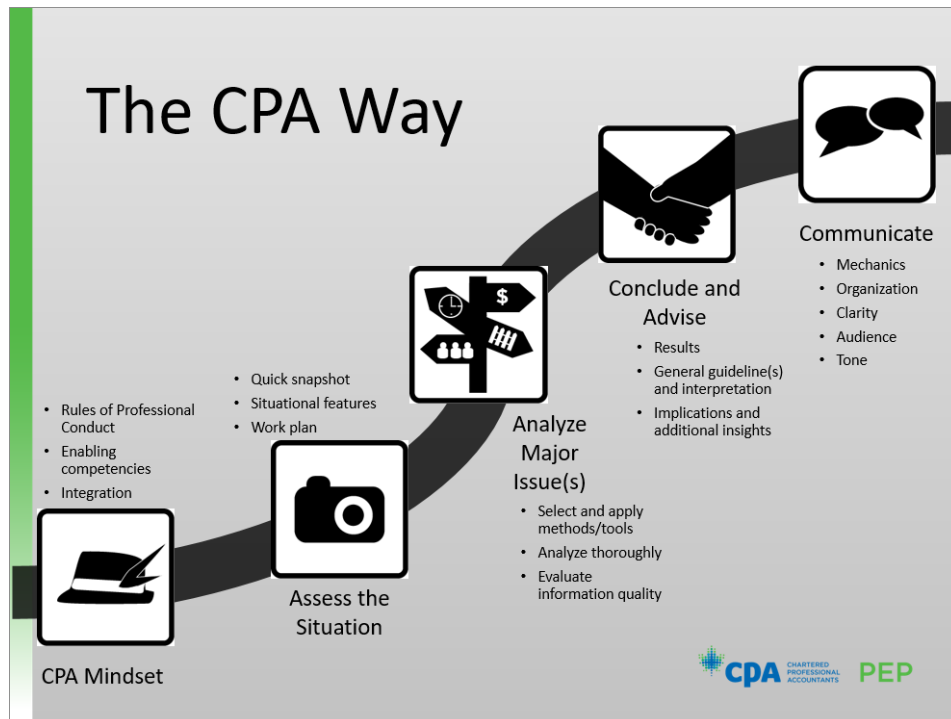 The CPA Way
• Rules of Professional
Conduct
• Enabling
competencies
• Integration
CPA Mindset
• Quick snapshot
• Situational features
• Work plan
Assess the
Situation
$
Analyze
Major
Issue(s)
• Select and apply
methods/tools
• Analyze thoroughly
• Evaluate
information quality
Conclude and
Advise
• Results
• General guideline(s)
and interpretation
• Implications and
additional insights
Communicate
• Mechanics
• Organization
• Clarity
• Audience
• Tone
CPA CHARTERED
PROFESSIONAL
ACCOUNTANTS
PEP